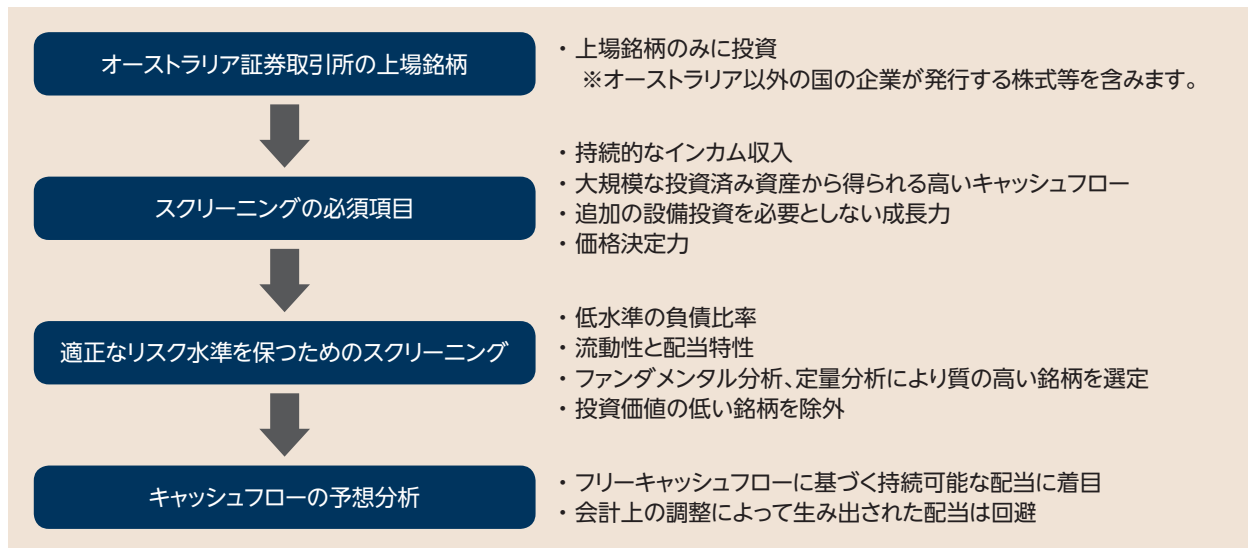 オーストラリア証券取引所の上場銘柄
・上場銘柄のみに投資
※オーストラリア以外の国の企業が発行する株式等を含みます。
スクリーニングの必須項目
・持続的なインカム収入
・大規模な投資済み資産から得られる高いキャッシュフロー
・追加の設備投資を必要としない成長力
・価格決定力
適正なリスク水準を保つためのスクリーニング
・低水準の負債比率
・流動性と配当特性
・ファンダメンタル分析、定量分析により質の高い銘柄を選定
・投資価値の低い銘柄を除外
キャッシュフローの予想分析
・フリーキャッシュフローに基づく持続可能な配当に着目
・会計上の調整によって生み出された配当は回避